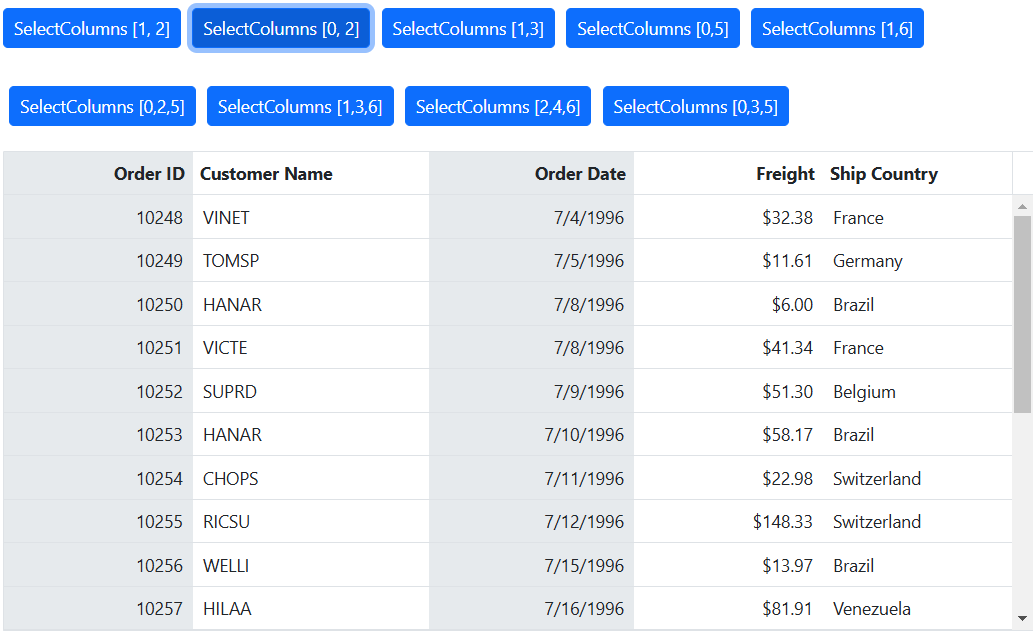 SelectColumns [1, 2] SelectColumns [0, 2] SelectColumns [1,3] SelectColumns [0,5] SelectColumns [1,6]
SelectColumns [0,2,5] SelectColumns [1,3,6] SelectColumns [2,4,6] SelectColumns [0,3,5]
Order ID Customer Name Order Date Freight Ship Country
10248 VINET 7/4/1996 $32.38 France
10249 TOMSP 7/5/1996 $11.61 Germany
10250 HANAR 7/8/1996 $6.00 Brazil
10251 VICTE 7/8/1996 $41.34 France
10252 SUPRD 7/9/1996 $51.30 Belgium
10253 HANAR 7/10/1996 $58.17 Brazil
10254 CHOPS 7/11/1996 $22.98 Switzerland
10255 RICSU 7/12/1996 $148.33 Switzerland
10256 WELLI 7/15/1996 $13.97 Brazil
10257 HILAA 7/16/1996 $81.91 Venezuela